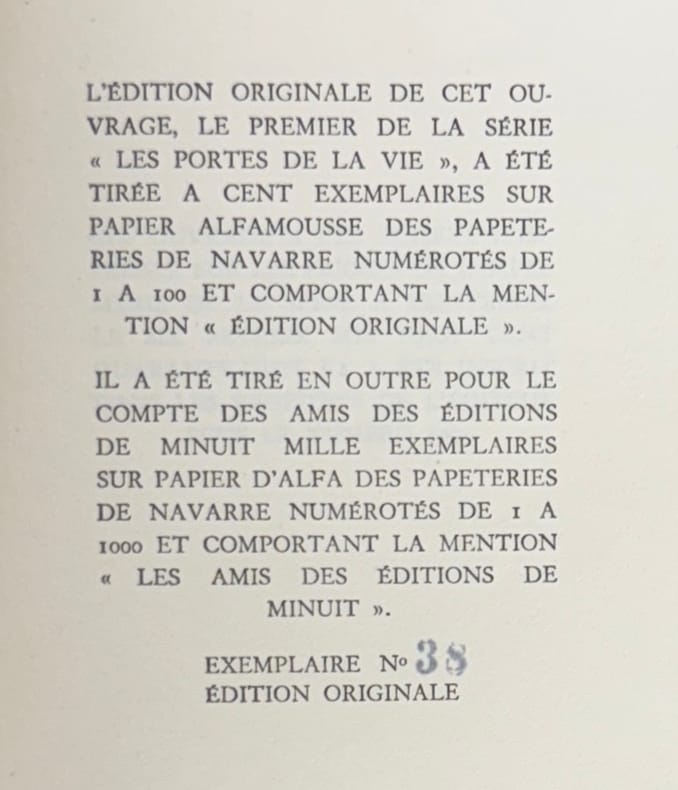 L'ÉDITION ORIGINALE DE CET OU-
VRAGE, LE PREMIER DE LA SÉRIE
« LES PORTES DE LA VIE », A ÉTÉ
TIRÉE A CENT EXEMPLAIRES SUR
PAPIER ALFAMOUSSE DES PAPETE-
RIES DE NAVARRE NUMÉROTÉS DE
1 A 100 ET COMPORTANT LA MEN-
TION « ÉDITION ORIGINALE ».
IL A ÉTÉ TIRÉ EN OUTRE POUR LE
COMPTE DES AMIS DES ÉDITIONS
DE MINUIT MILLE EXEMPLAIRES
SUR PAPIER D'ALFA DES PAPETERIES
DE NAVARRE NUMÉROTÉS DE 1 A
1000 ET COMPORTANT LA MENTION
« LES AMIS DES ÉDITIONS DE
MINUIT ».
EXEMPLAIRE Nº 38
ÉDITION ORIGINALE